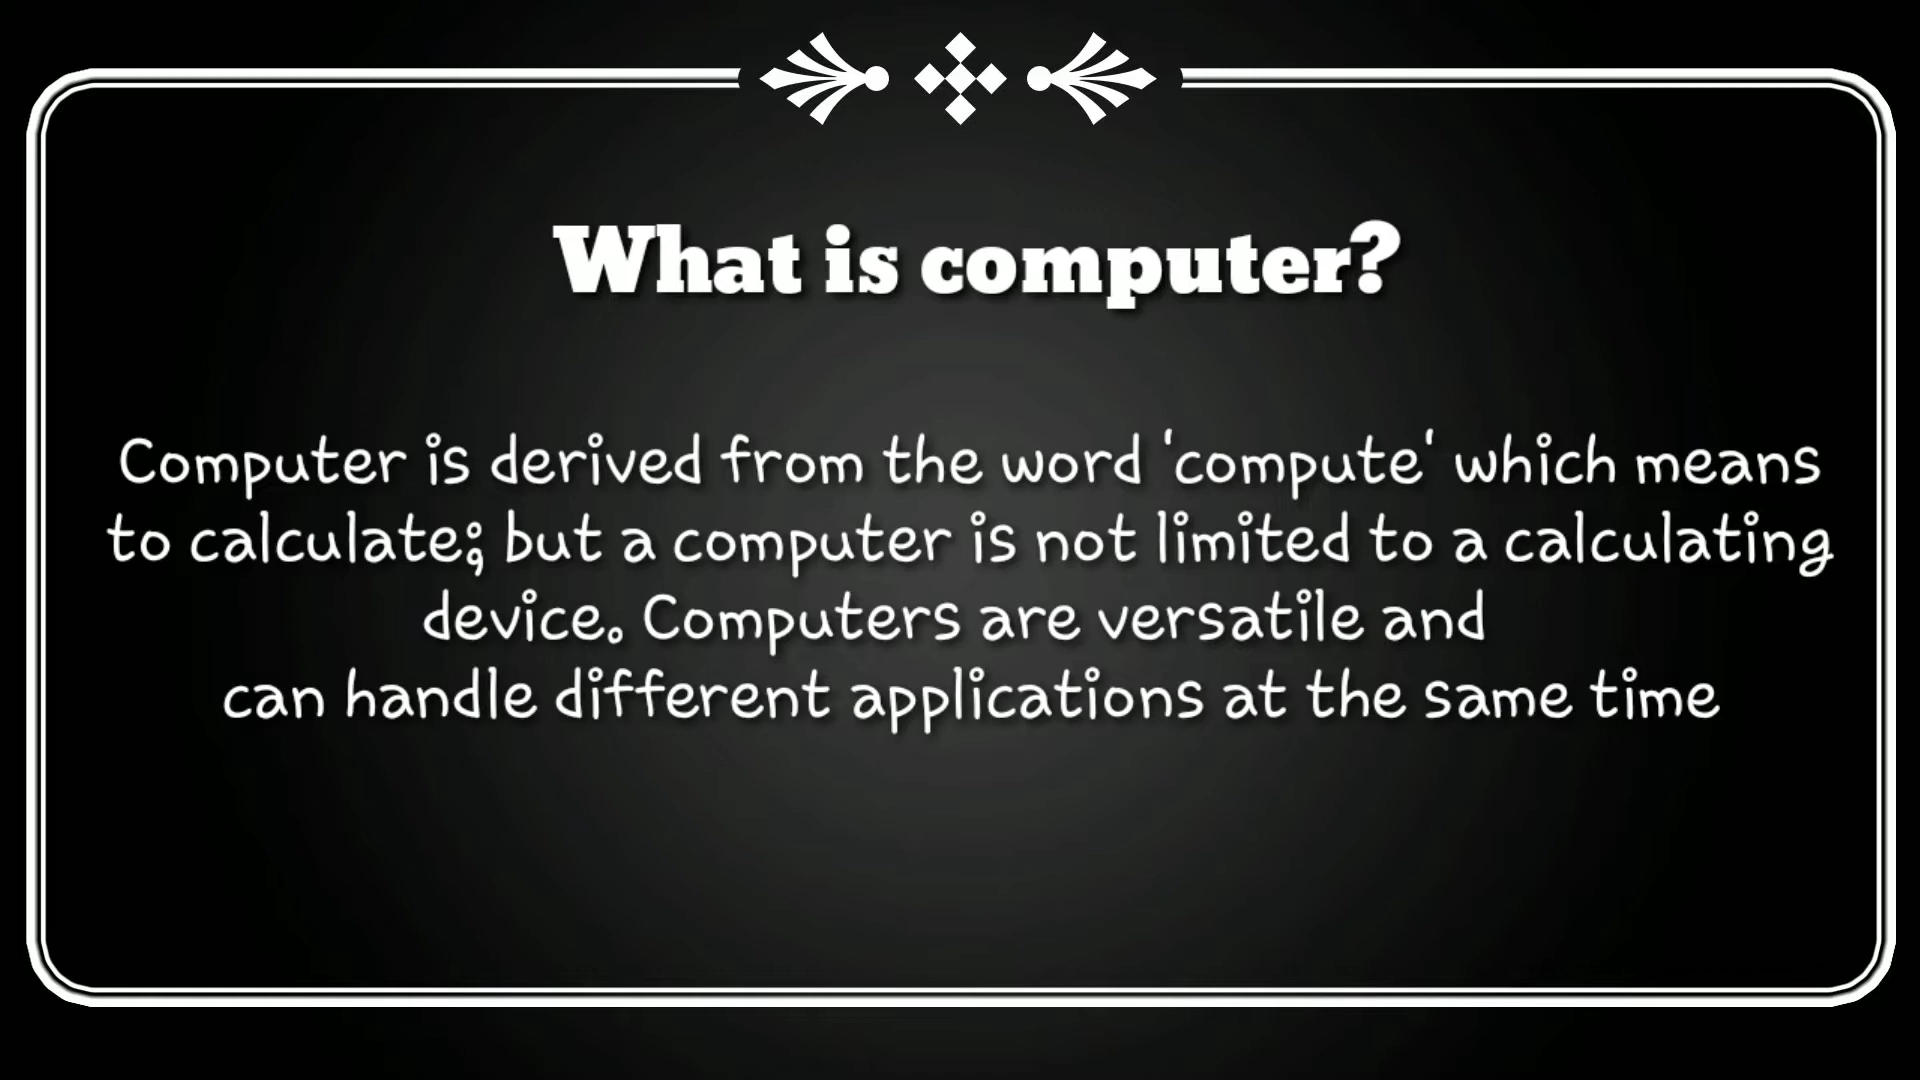 What is computer?
Computer is derived from the word 'compute' which means
to calculate; but a computer is not limited to a calculating
device. Computers are versatile and
can handle different applications at the same time